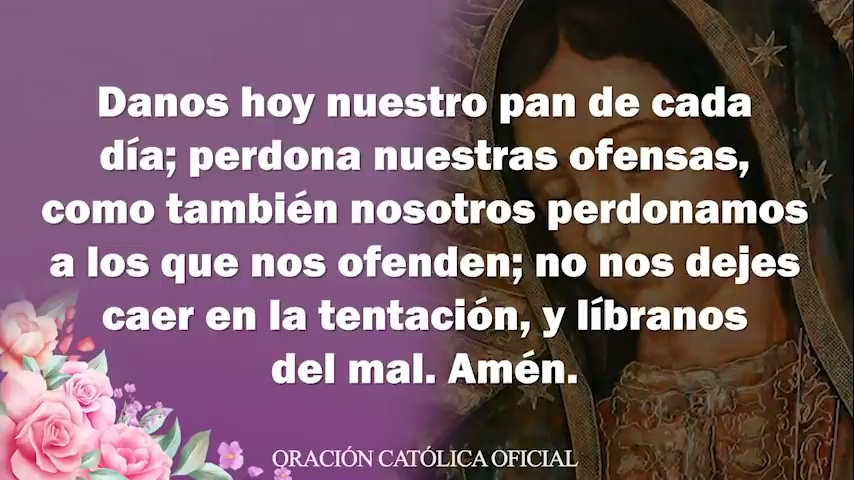 Danos hoy nuestro pan de cada
día; perdona nuestras ofensas,
como también nosotros perdonamos
a los que nos ofenden; no nos dejes
caer en la tentación, y líbranos
del mal. Amén.
ORACIÓN CATÓLICA OFICIAL